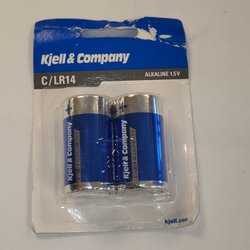 Kjell & Company
C/LR14
ALKALINE 1.5V
Kjell & Company
Kjell & Company
kjell.com